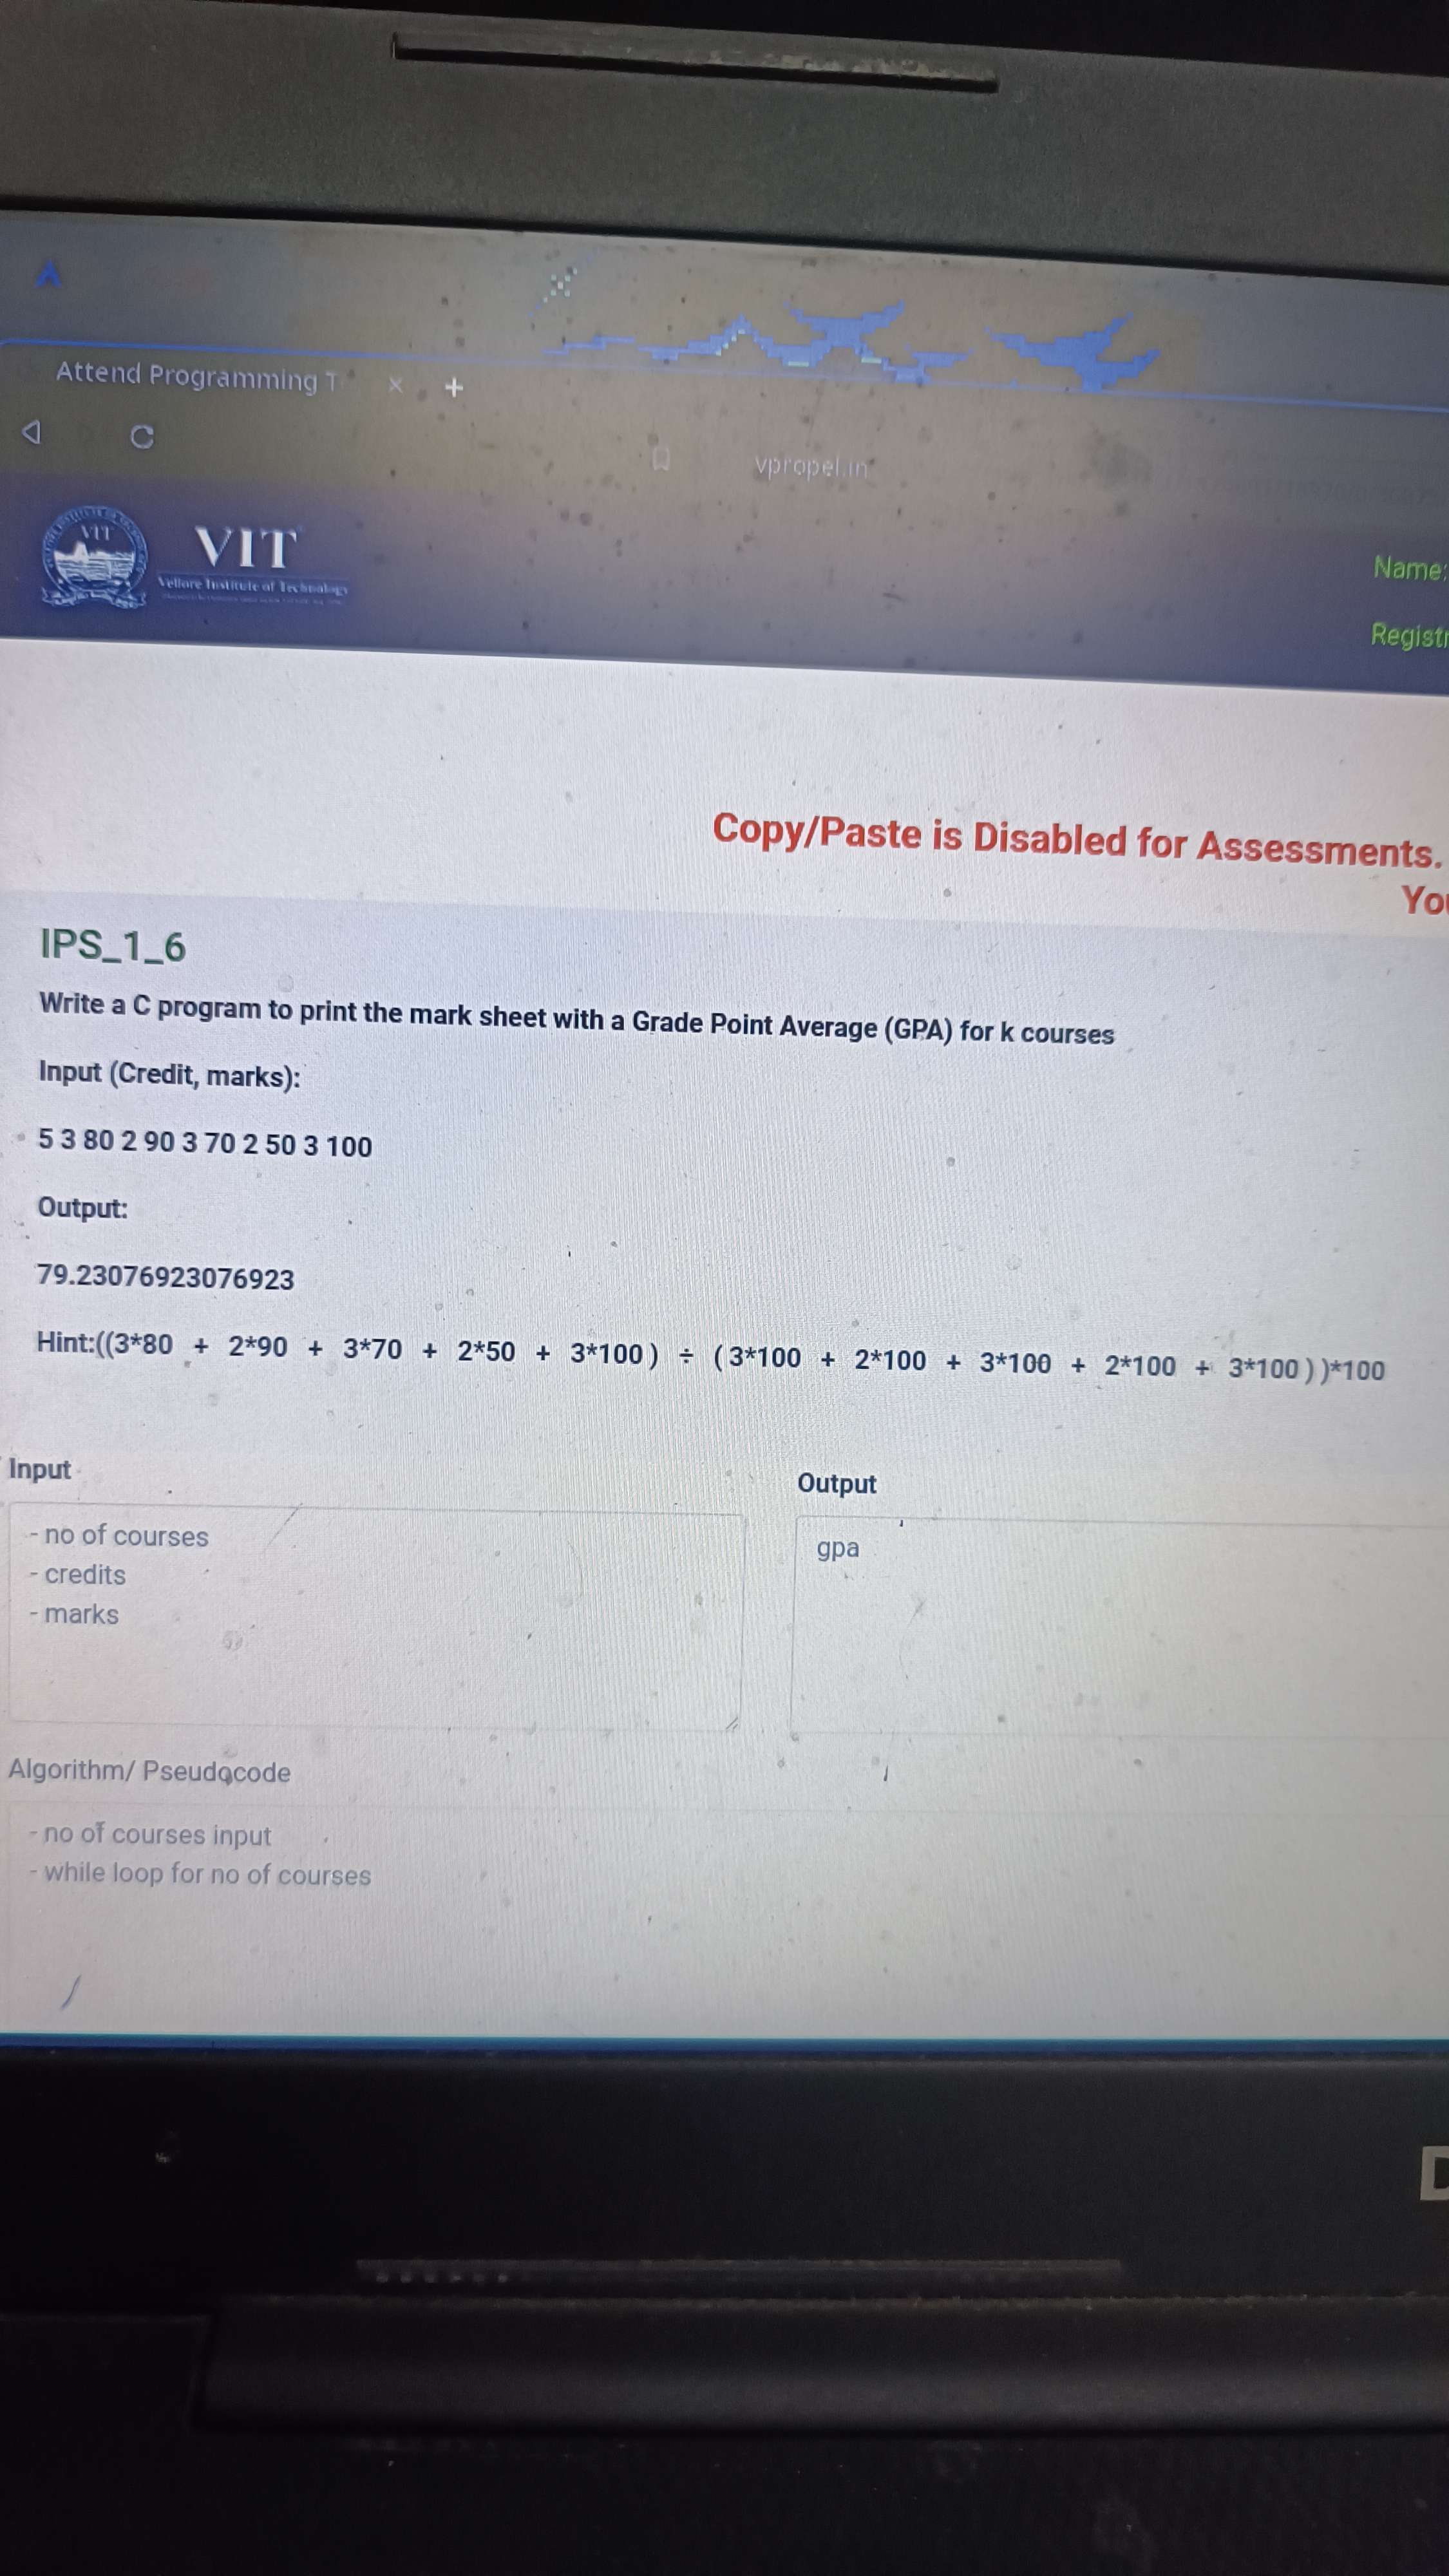 Attend Programming T
vpropel.in
VIT
VIT
Vellore Institute of Technology
Name:
Registr
Copy/Paste is Disabled for Assessments.
You
IPS_1_6
Write a C program to print the mark sheet with a Grade Point Average (GPA) for k courses
Input (Credit, marks):
5 3 80 2 90 3 70 2 50 3 100
Output:
79.23076923076923
Hint:((3*80 + 2*90 + 3*70 + 2*50 + 3*100 ) ÷ ( 3*100 + 2*100 + 3*100 + 2*100 + 3*100 ) )*100
Input
Output
- no of courses
- credits
- marks
gpa
Algorithm/ Pseudocode
- no of courses input
- while loop for no of courses